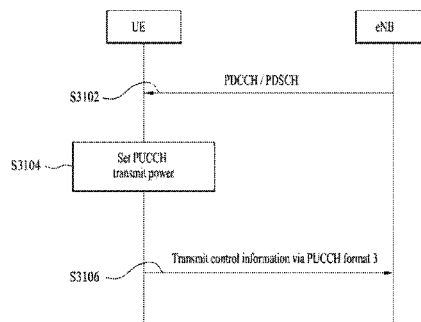 UE
eNB
PDCCH / PDSCH
S3102
Set PUCCH
transmit power
S3104
Transmit control information via PUCCH format 3
S3106